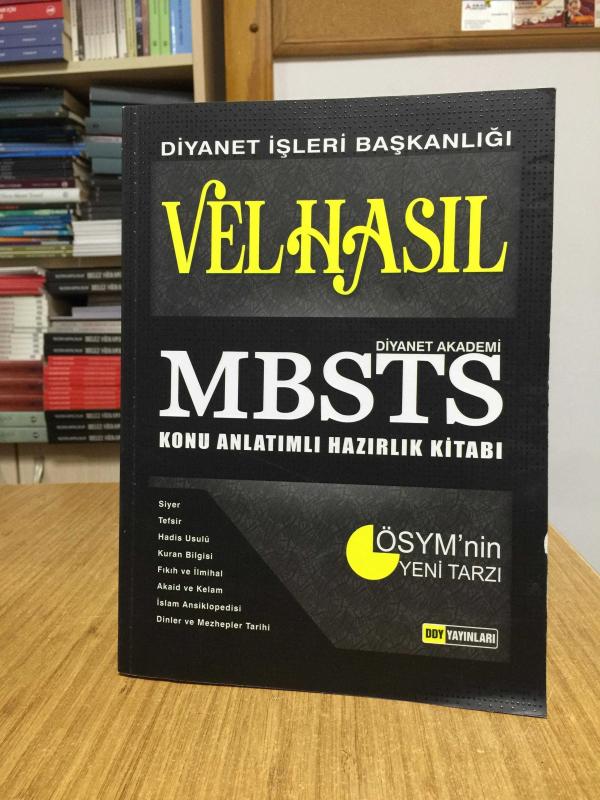 DİYANET İŞLERİ BAŞKANLIĞI
VELHASIL
DİYANET AKADEMİ
MBSTS
KONU ANLATIMLI HAZIRLIK KİTABI
Siyer
Tefsir
Hadis Usulü
Kuran Bilgisi
Fıkıh ve İlmihal
Akaid ve Kelam
İslam Ansiklopedisi
Dinler ve Mezhepler Tarihi
ÖSYM'nin
YENİ TARZI
DDY YAYINLARI